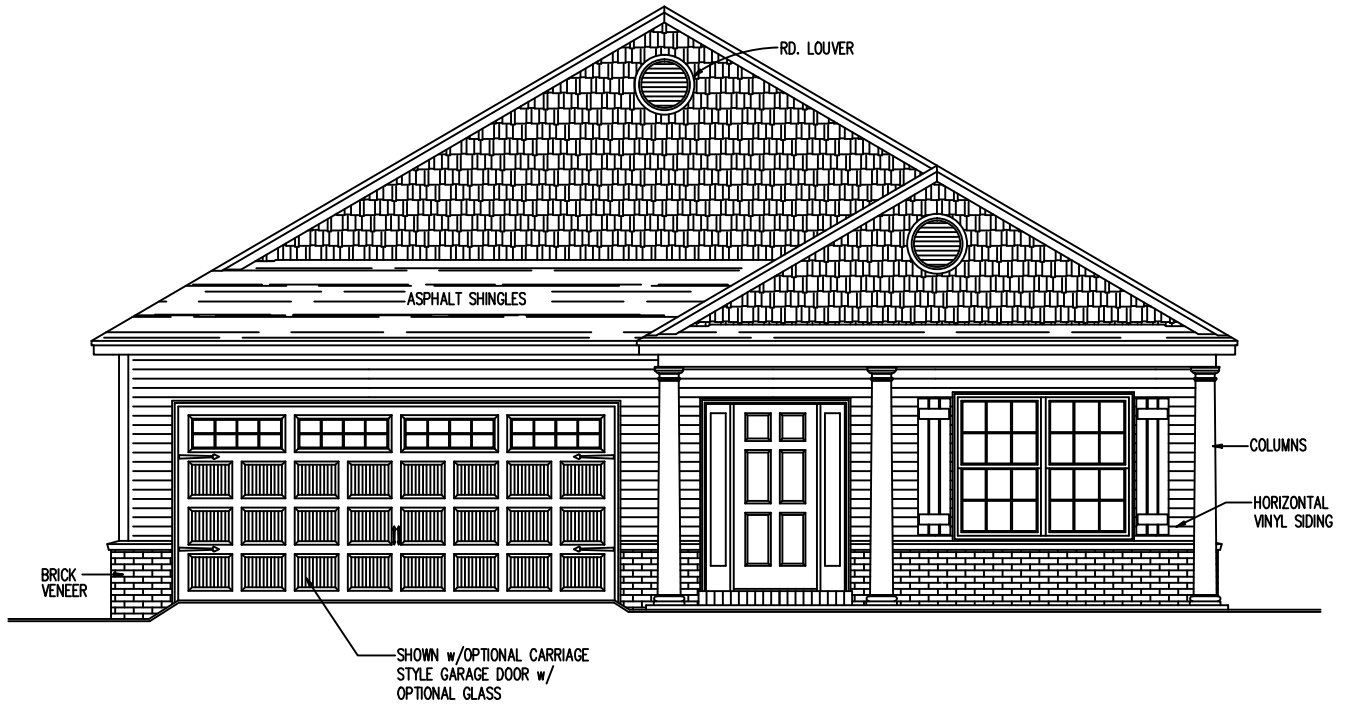 RD. LOUVER
ASPHALT SHINGLES
COLUMNS
HORIZONTAL
VINYL SIDING
BRICK
VENEER
SHOWN w/OPTIONAL CARRIAGE
STYLE GARAGE DOOR w/
OPTIONAL GLASS